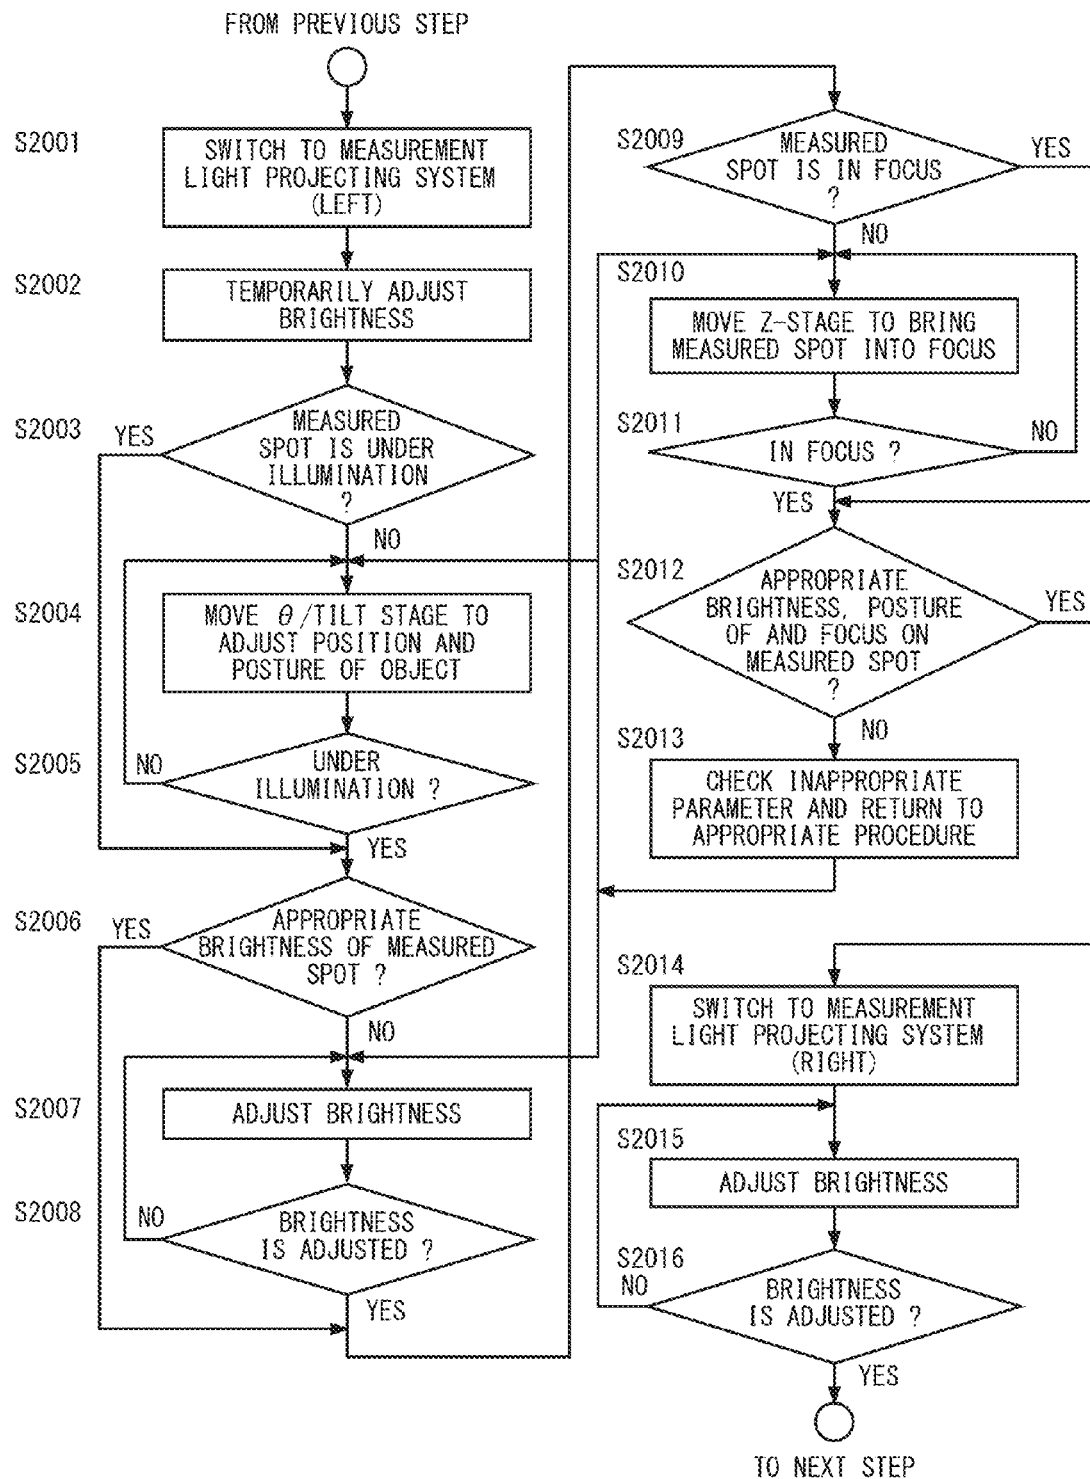 FROM PREVIOUS STEP
S2001
SWITCH TO MEASUREMENT
LIGHT PROJECTING SYSTEM
(LEFT)
S2002
TEMPORARILY ADJUST
BRIGHTNESS
S2003
YES
MEASURED
SPOT IS UNDER
ILLUMINATION
?
NO
S2004
MOVE θ/TILT STAGE TO
ADJUST POSITION AND
POSTURE OF OBJECT
S2005
NO
UNDER
ILLUMINATION ?
YES
S2006
YES
APPROPRIATE
BRIGHTNESS OF MEASURED
SPOT ?
NO
S2007
ADJUST BRIGHTNESS
S2008
NO
BRIGHTNESS
IS ADJUSTED ?
YES
S2009
MEASURED
SPOT IS IN FOCUS
?
YES
NO
S2010
MOVE Z-STAGE TO BRING
MEASURED SPOT INTO FOCUS
S2011
IN FOCUS ?
NO
YES
S2012
APPROPRIATE
BRIGHTNESS, POSTURE
OF AND FOCUS ON
MEASURED SPOT
?
YES
NO
S2013
CHECK INAPPROPRIATE
PARAMETER AND RETURN TO
APPROPRIATE PROCEDURE
S2014
SWITCH TO MEASUREMENT
LIGHT PROJECTING SYSTEM
(RIGHT)
S2015
ADJUST BRIGHTNESS
S2016
NO
BRIGHTNESS
IS ADJUSTED ?
YES
TO NEXT STEP